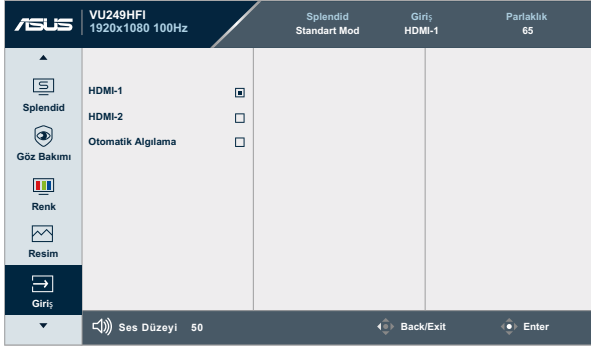 ASUS
VU249HFI
1920x1080 100Hz
Splendid
Standart Mod
Giriş
HDMI-1
Parlaklık
65
Splendid
Göz Bakımı
Renk
Resim
Giriş
HDMI-1
HDMI-2
Otomatik Algılama
Ses Düzeyi 50
Back/Exit
Enter